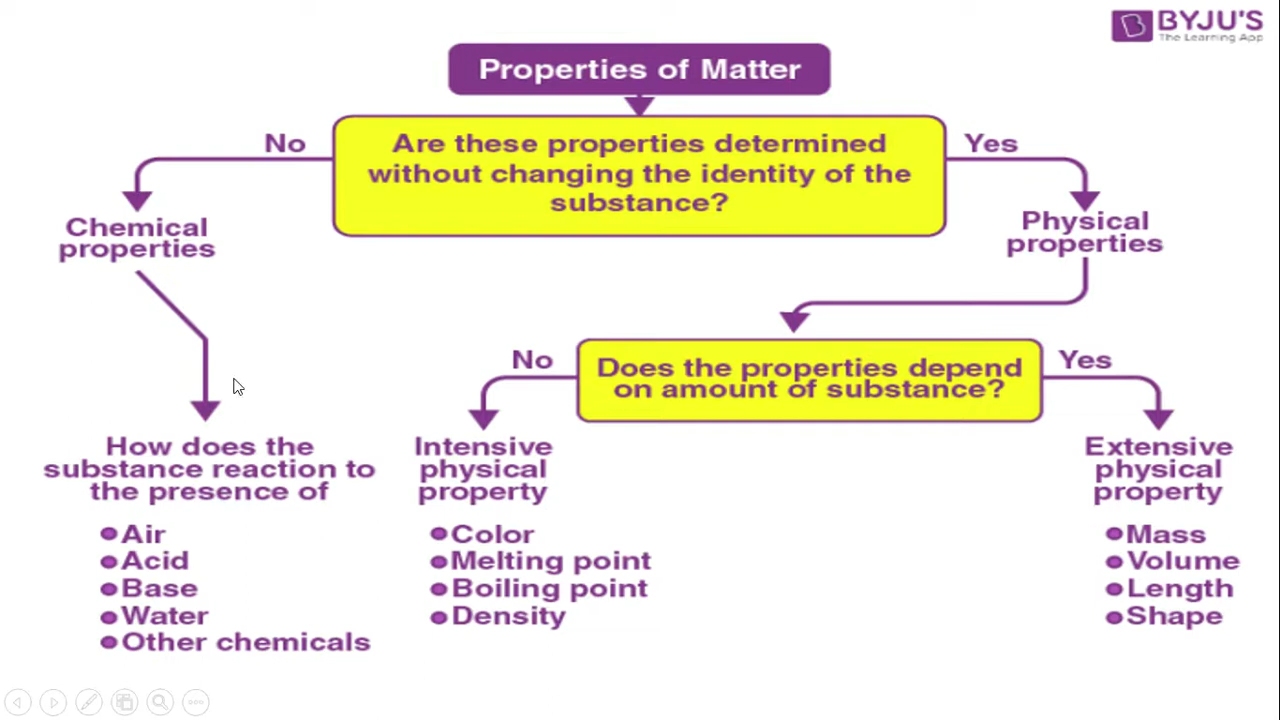 BYJU'S
The Learning App
Properties of Matter
No
Are these properties determined
without changing the identity of the
substance?
Yes
Chemical
properties
Physical
properties
No
Does the properties depend
on amount of substance?
Yes
How does the
substance reaction to
the presence of
Air
Acid
Base
Water
Other chemicals
Intensive
physical
property
Color
Melting point
Boiling point
Density
Extensive
physical
property
Mass
Volume
Length
Shape